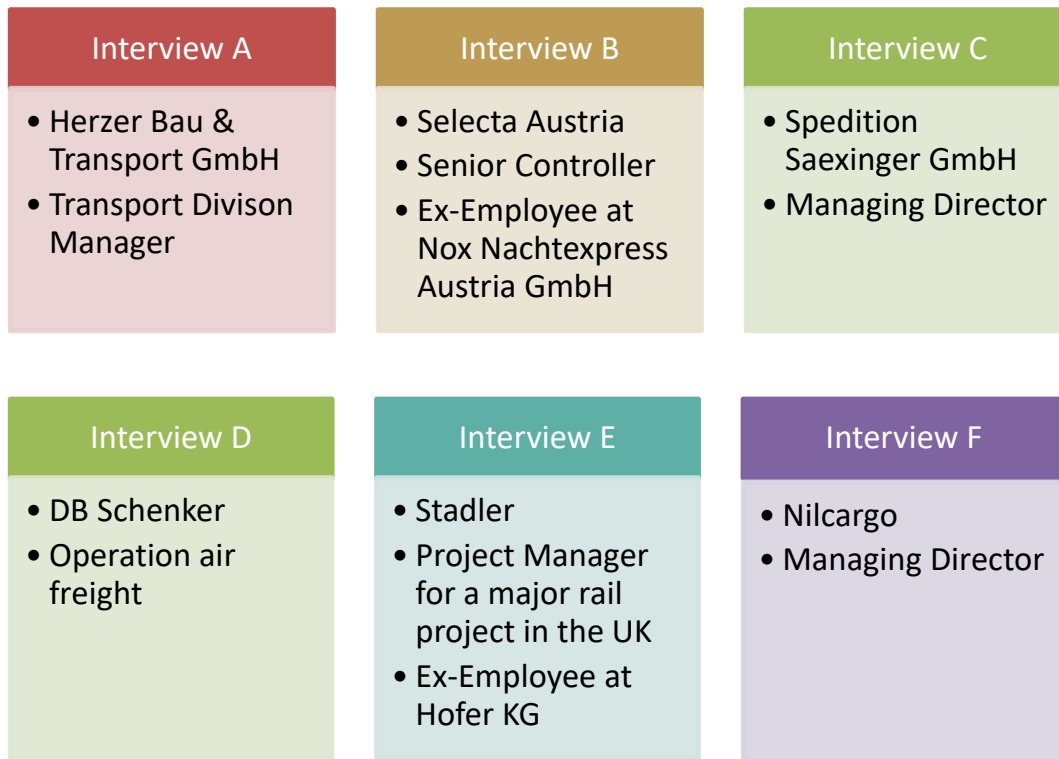 Interview A
• Herzer Bau &
Transport GmbH
• Transport Divison
Manager
Interview B
• Selecta Austria
• Senior Controller
• Ex-Employee at
Nox Nachtexpress
Austria GmbH
Interview C
• Spedition
Saexinger GmbH
• Managing Director
Interview D
• DB Schenker
• Operation air
freight
Interview E
• Stadler
• Project Manager
for a major rail
project in the UK
• Ex-Employee at
Hofer KG
Interview F
• Nilcargo
• Managing Director